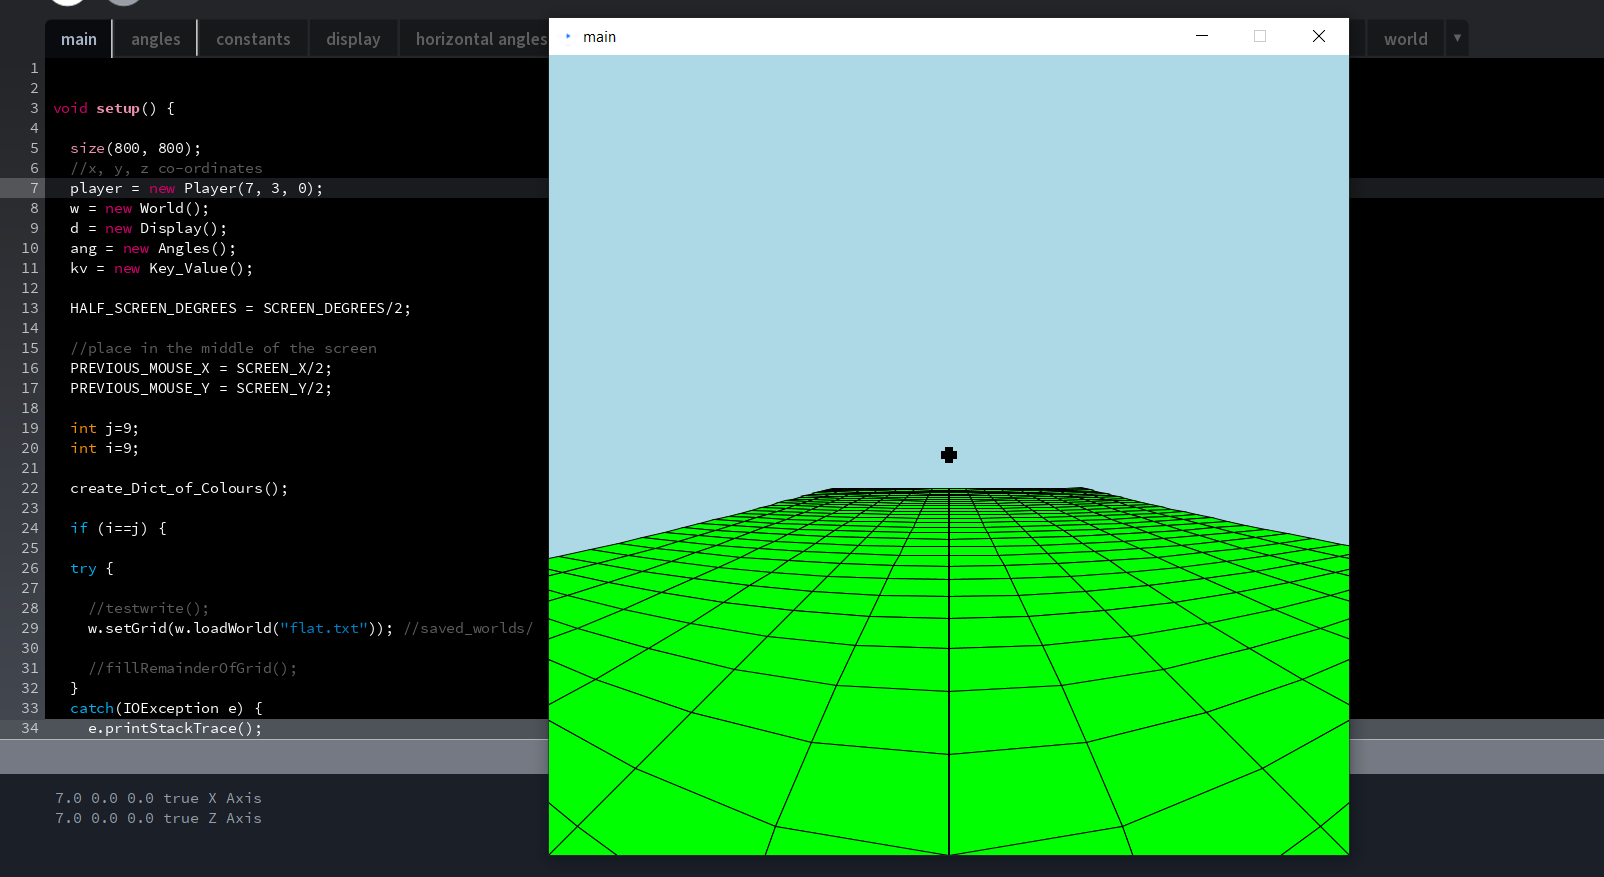 main angles constants display horizontal angles world ▼
main
1
2
3 void setup() {
4
5 size(800, 800);
6 //x, y, z co-ordinates
7 player = new Player(7, 3, 0);
8 w = new World();
9 d = new Display();
10 ang = new Angles();
11 kv = new Key_Value();
12
13 HALF_SCREEN_DEGREES = SCREEN_DEGREES/2;
14
15 //place in the middle of the screen
16 PREVIOUS_MOUSE_X = SCREEN_X/2;
17 PREVIOUS_MOUSE_Y = SCREEN_Y/2;
18
19 int j=9;
20 int i=9;
21
22 create_Dict_of_Colours();
23
24 if (i==j) {
25
26 try {
27
28 //testwrite();
29 w.setGrid(w.loadWorld("flat.txt")); //saved_worlds/
30
31 //fillRemainderOfGrid();
32 }
33 catch(IOException e) {
34 e.printStackTrace();
7.0 0.0 0.0 true X Axis
7.0 0.0 0.0 true Z Axis